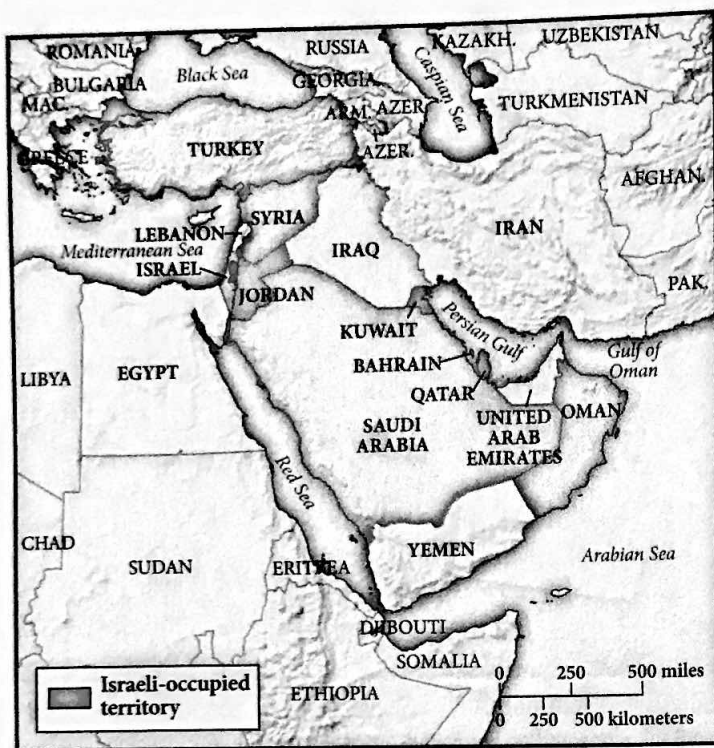 ROMANIA
RUSSIA
KAZAKH.
UZBEKISTAN
Black Sea
Caspian Sea
BULGARIA
GEORGIA
MAC.
ARM.
AZER.
TURKMENISTAN
GREECE
TURKEY
AZER.
AFGHAN.
SYRIA
IRAN
LEBANON
Mediterranean Sea
IRAQ
ISRAEL
JORDAN
PAK.
KUWAIT
Persian Gulf
Gulf of
Oman
BAHRAIN
LIBYA
EGYPT
QATAR
SAUDI
ARABIA
UNITED
ARAB
EMIRATES
OMAN
Red Sea
CHAD
SUDAN
ERITREA
YEMEN
Arabian Sea
DJIBOUTI
SOMALIA
ETHIOPIA
Israeli-occupied
territory
0 250 500 miles
0 250 500 kilometers